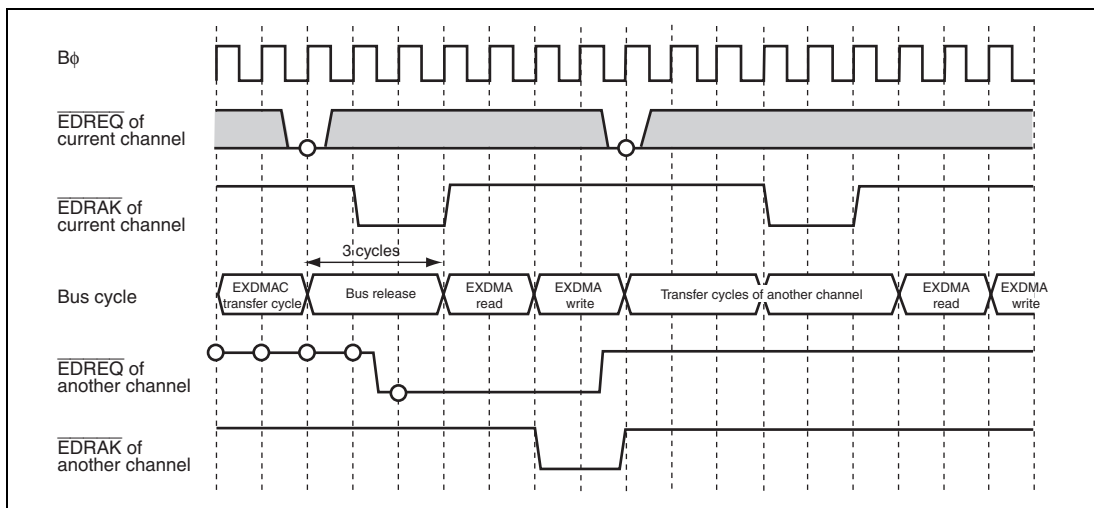 Bϕ
EDREQ of
current channel
EDRAK of
current channel
3 cycles
Bus cycle
EXDMAC
transfer cycle
Bus release
EXDMA
read
EXDMA
write
Transfer cycles of another channel
EXDMA
read
EXDMA
write
EDREQ of
another channel
EDRAK of
another channel